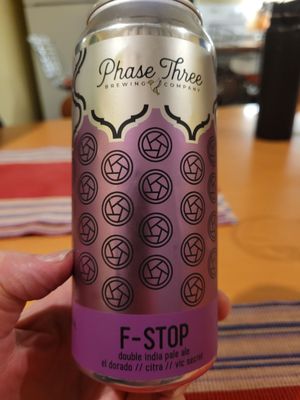 Phase Three
BREWING COMPANY
F-STOP
double india pale ale
el dorado // citra // vic secret